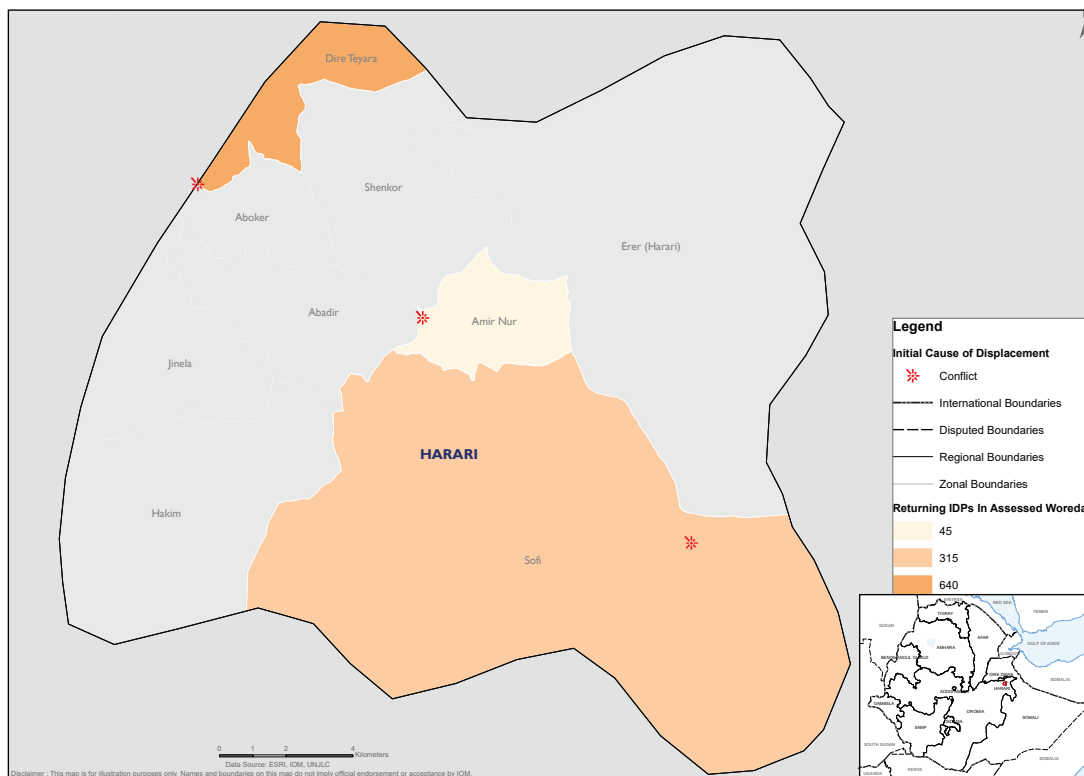 Dire Teyara
Shenkor
Aboker
Erer (Harari)
Abadir
Amir Nur
Jinela
HARARI
Hakim
Sofi
Legend
Initial Cause of Displacement
Conflict
International Boundaries
Disputed Boundaries
Regional Boundaries
Zonal Boundaries
Returning IDPs In Assessed Woreda
45
315
640
ERITREA
RED SEA
YEMEN
TIGRAY
SUDAN
AFAR
GULF OF ADEN
AMHARA
DIRE DAWA
SOMALIA
HARARI
GAMBELA
OROMIA
SOMALI
SNNP
SOUTH SUDAN
SOMALIA
UGANDA
KENYA
0 1 2 4
Kilometers
Data Source: ESRI, IOM, UNJLC
Disclaimer : This map is for illustration purposes only. Names and boundaries on this map do not imply official endorsement or acceptance by IOM.